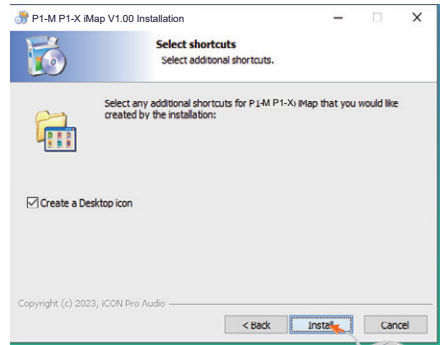 P1-M P1-X iMap V1.00 Installation
Select shortcuts
Select additional shortcuts.
Select any additional shortcuts for P1-M P1-X iMap that you would like
created by the installation:
Create a Desktop icon
Copyright (c) 2023, iCON Pro Audio
< Back
Install
Cancel